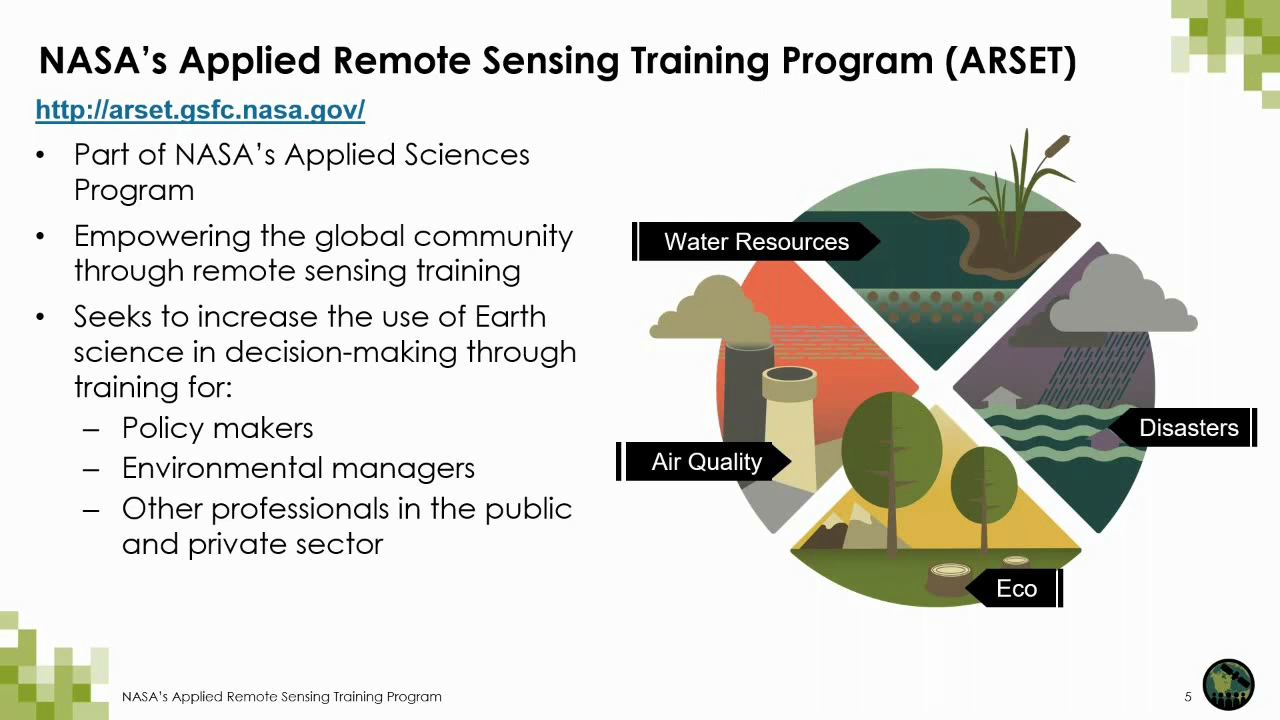 NASA’s Applied Remote Sensing Training Program (ARSET)
http://arset.gsfc.nasa.gov/
• Part of NASA’s Applied Sciences
Program
• Empowering the global community
through remote sensing training
• Seeks to increase the use of Earth
science in decision-making through
training for:
– Policy makers
– Environmental managers
– Other professionals in the public
and private sector
Water Resources
Disasters
Air Quality
Eco
NASA’s Applied Remote Sensing Training Program
5